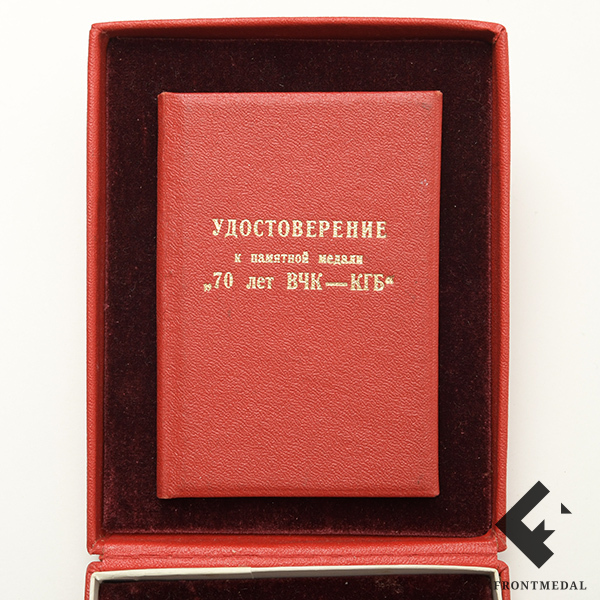 УДОСТОВЕРЕНИЕ
к памятной медали
„70 лет ВЧК—КГБ“
FRONTMEDAL